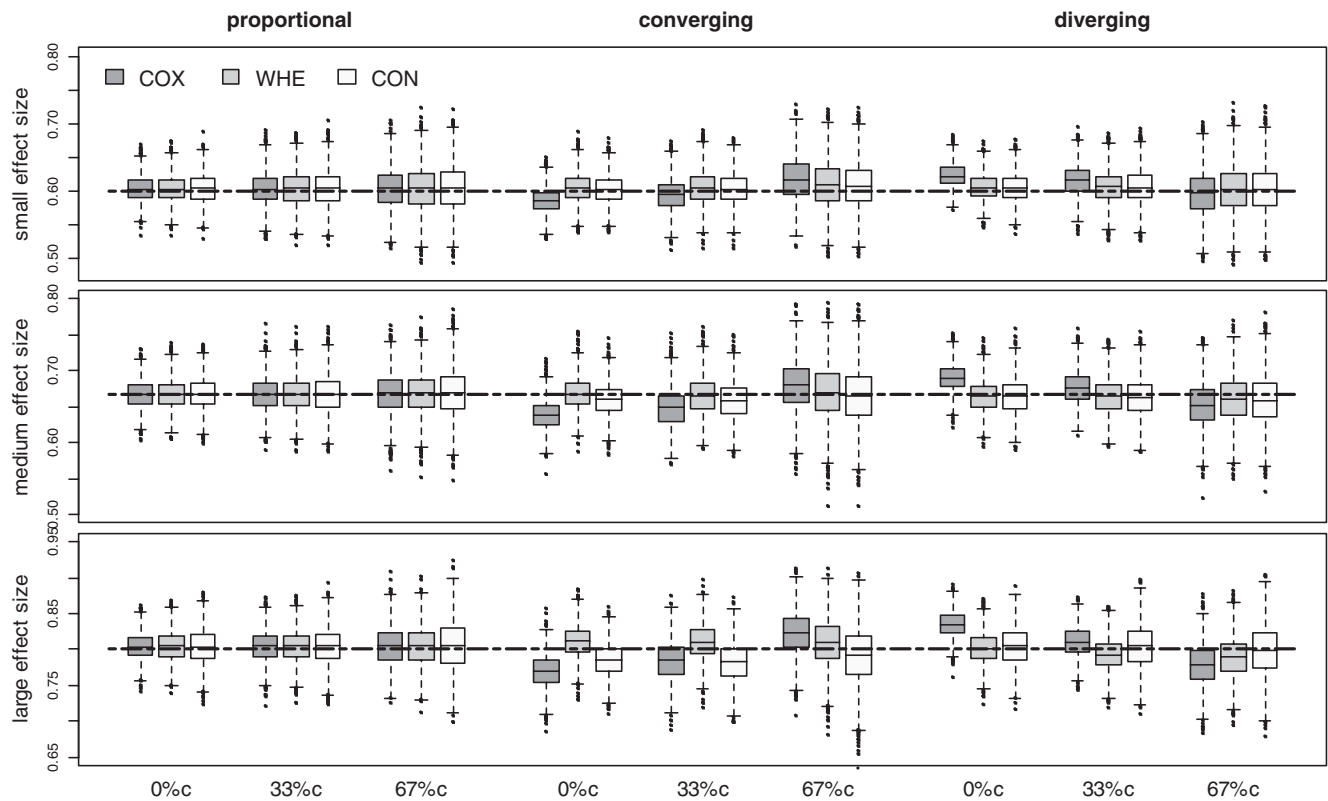 proportional converging diverging
COX WHE CON
small effect size
0.80
0.70
0.60
0.50
medium effect size
0.80
0.70
0.60
0.50
large effect size
0.95
0.85
0.75
0.65
0%c 33%c 67%c 0%c 33%c 67%c 0%c 33%c 67%c